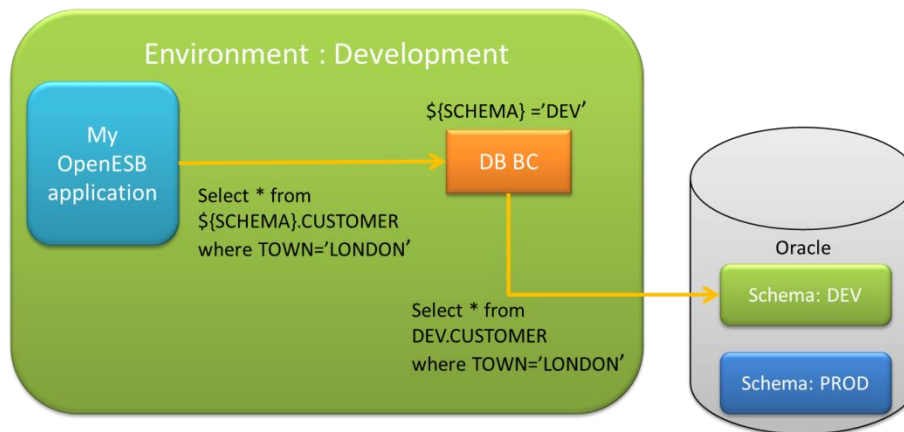 Environment : Development
My
OpenESB
application
${SCHEMA} =’DEV’
DB BC
Select * from
${SCHEMA}.CUSTOMER
where TOWN=’LONDON’
Select * from
DEV.CUSTOMER
where TOWN=’LONDON’
Oracle
Schema: DEV
Schema: PROD